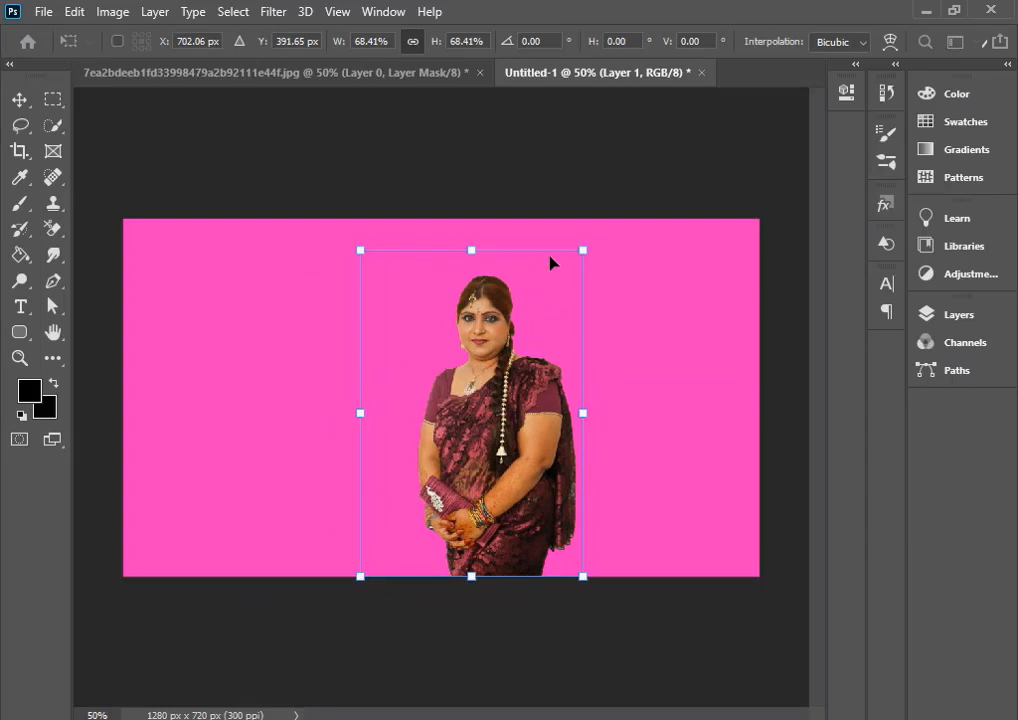 Ps File Edit Image Layer Type Select Filter 3D View Window Help
X: 702.06 px Y: 391.65 px W: 68.41% H: 68.41% 0.00 ° H: 0.00 ° V: 0.00 ° Interpolation: Bicubic
7ea2bdeeb1fd33998479a2b92111e44f.jpg @ 50% (Layer 0, Layer Mask/8) * × Untitled-1 @ 50% (Layer 1, RGB/8) * ×
Color
Swatches
Gradients
Patterns
Learn
Libraries
Adjustme...
Layers
Channels
Paths
50% 1280 px x 720 px (300 ppi)